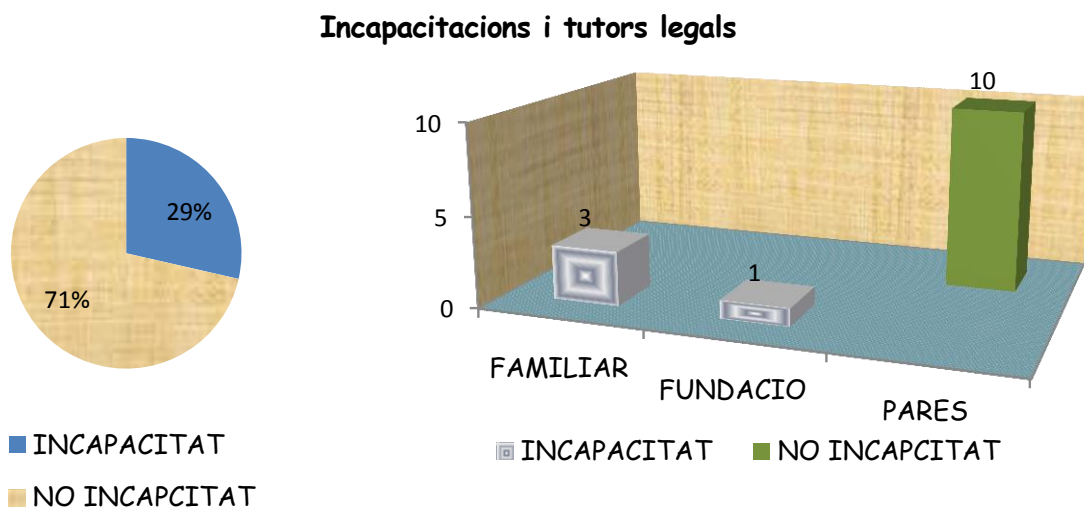 Incapacitacions i tutors legals
29%
71%
INCAPACITAT
NO INCAPCITAT
10
5
0
3
1
10
FAMILIAR
FUNDACIO
PARES
INCAPACITAT
NO INCAPCITAT